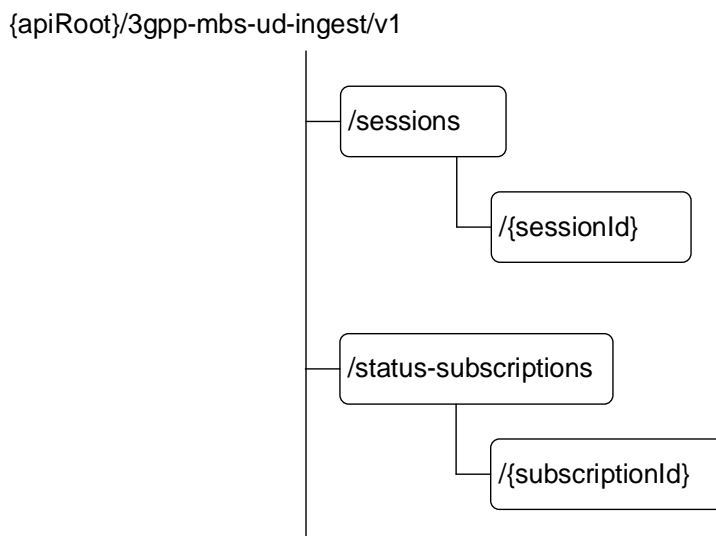 {apiRoot}/3gpp-mbs-ud-ingest/v1
/sessions
/{sessionId}
/status-subscriptions
/{subscriptionId}